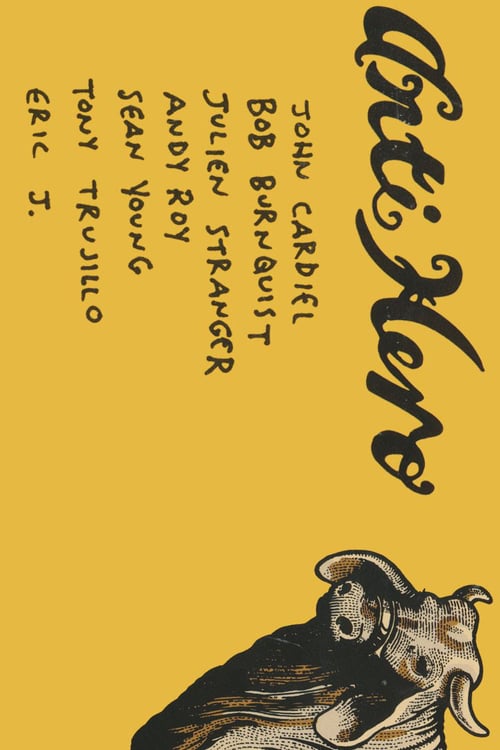 Anti Hero
JOHN CARDIEL
BOB BURNQUIST
JULIEN STRANGER
ANDY ROY
SEAN YOUNG
TONY TRUJILLO
ERIC J.